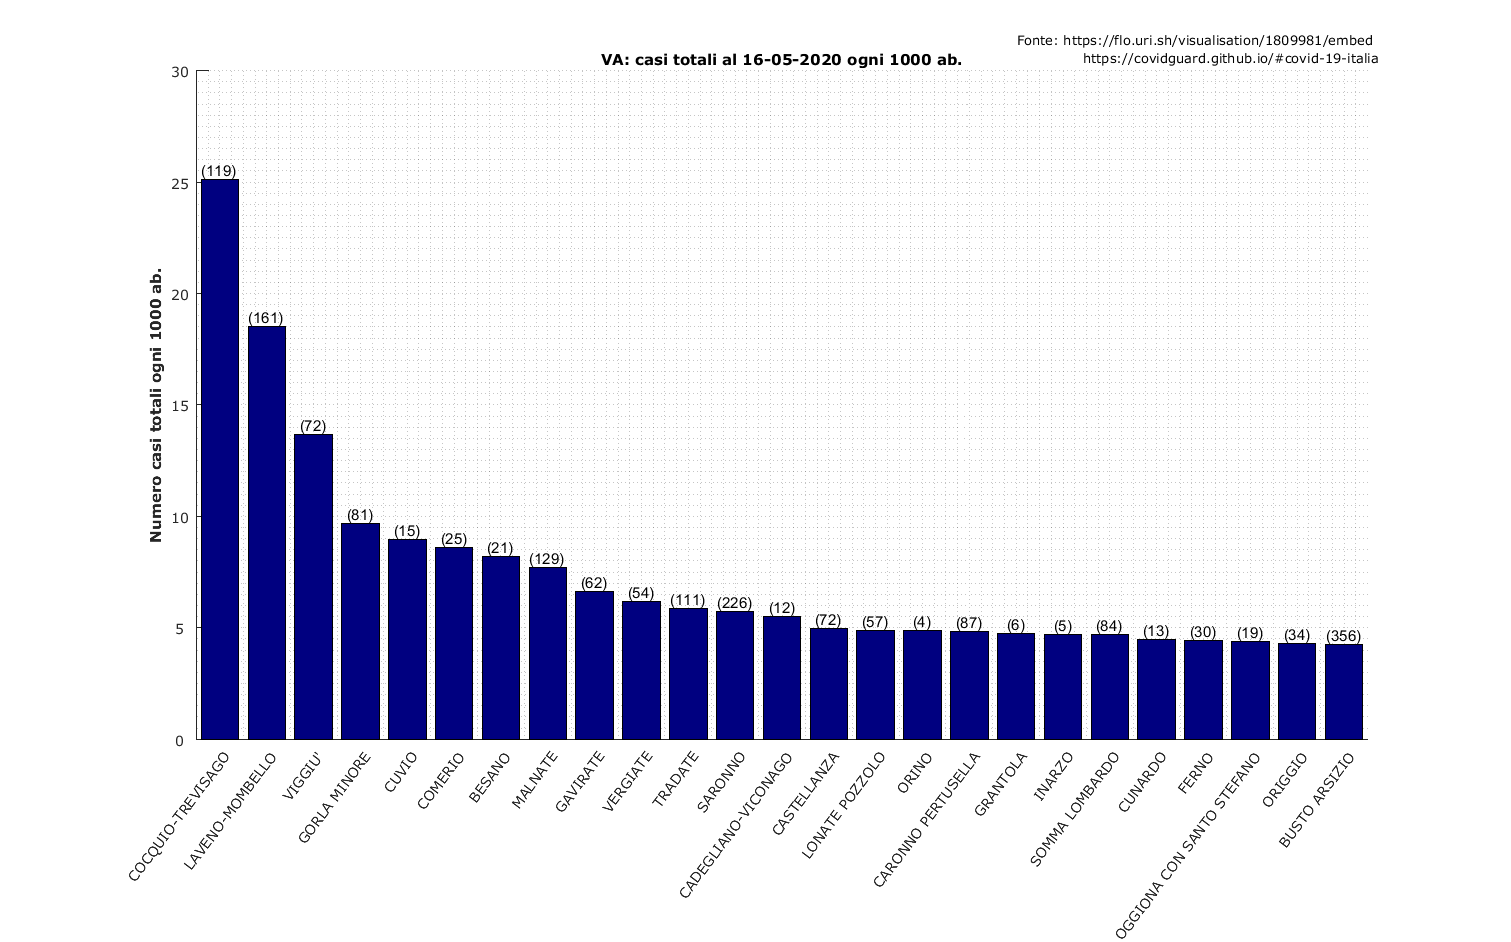 Fonte: https://flo.uri.sh/visualisation/1809981/embed
https://covidguard.github.io/#covid-19-italia
VA: casi totali al 16-05-2020 ogni 1000 ab.
Numero casi totali ogni 1000 ab.
30
25
20
15
10
5
0
(119)
(161)
(72)
(81)
(15)
(25)
(21)
(129)
(62)
(54)
(111)
(226)
(12)
(72)
(57)
(4)
(87)
(6)
(5)
(84)
(13)
(30)
(19)
(34)
(356)
COCQUIO-TREVISAGO
LAVENO-MOMBELLO
VIGGIU'
GORLA MINORE
CUVIO
COMERIO
BESANO
MALNATE
GAVIRATE
VERGIATE
TRADATE
SARONNO
CADEGLIANO-VICONAGO
CASTELLANZA
LONATE POZZOLO
ORINO
CARONNO PERTUSELLA
GRANTOLA
INARZO
SOMMA LOMBARDO
CUNARDO
FERNO
OGGIONA CON SANTO STEFANO
ORIGGIO
BUSTO ARSIZIO